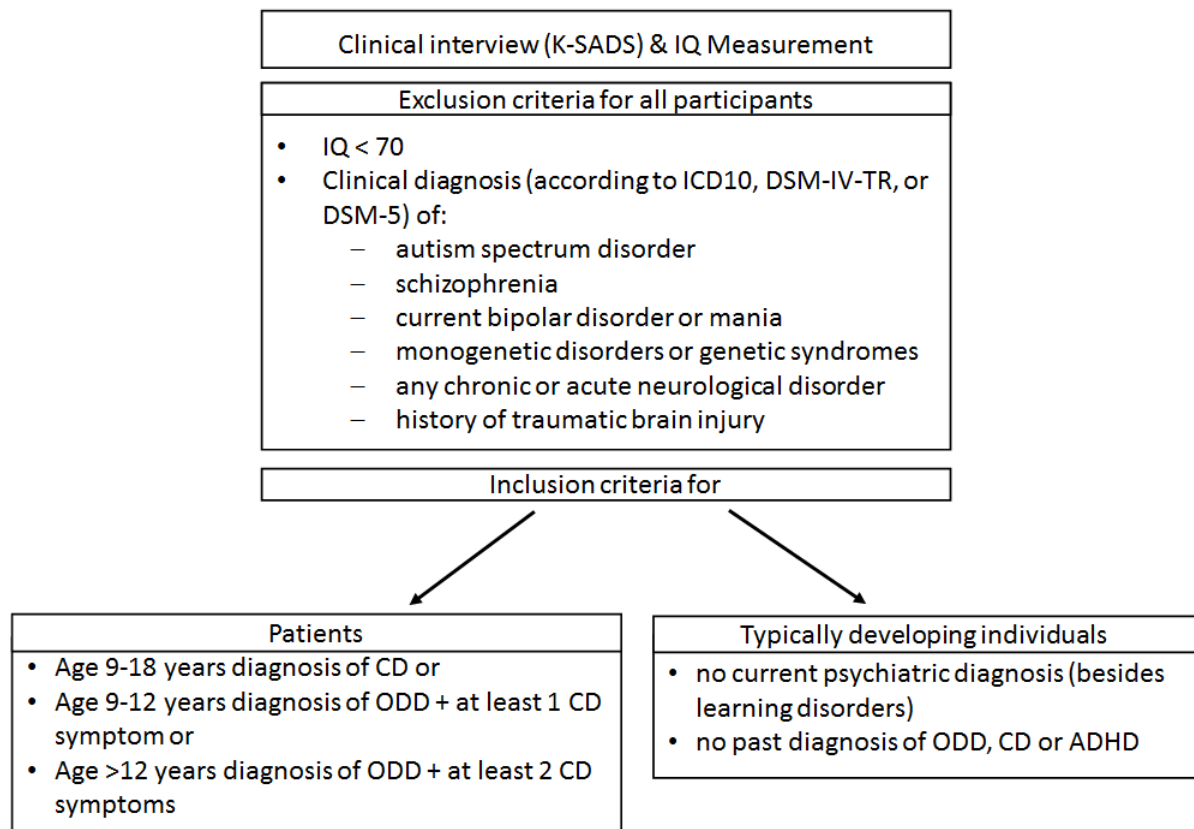 Clinical interview (K-SADS) & IQ Measurement
Exclusion criteria for all participants
• IQ < 70
• Clinical diagnosis (according to ICD10, DSM-IV-TR, or
DSM-5) of:
– autism spectrum disorder
– schizophrenia
– current bipolar disorder or mania
– monogenetic disorders or genetic syndromes
– any chronic or acute neurological disorder
– history of traumatic brain injury
Inclusion criteria for
Patients
• Age 9-18 years diagnosis of CD or
• Age 9-12 years diagnosis of ODD + at least 1 CD
symptom or
• Age >12 years diagnosis of ODD + at least 2 CD
symptoms
Typically developing individuals
• no current psychiatric diagnosis (besides
learning disorders)
• no past diagnosis of ODD, CD or ADHD